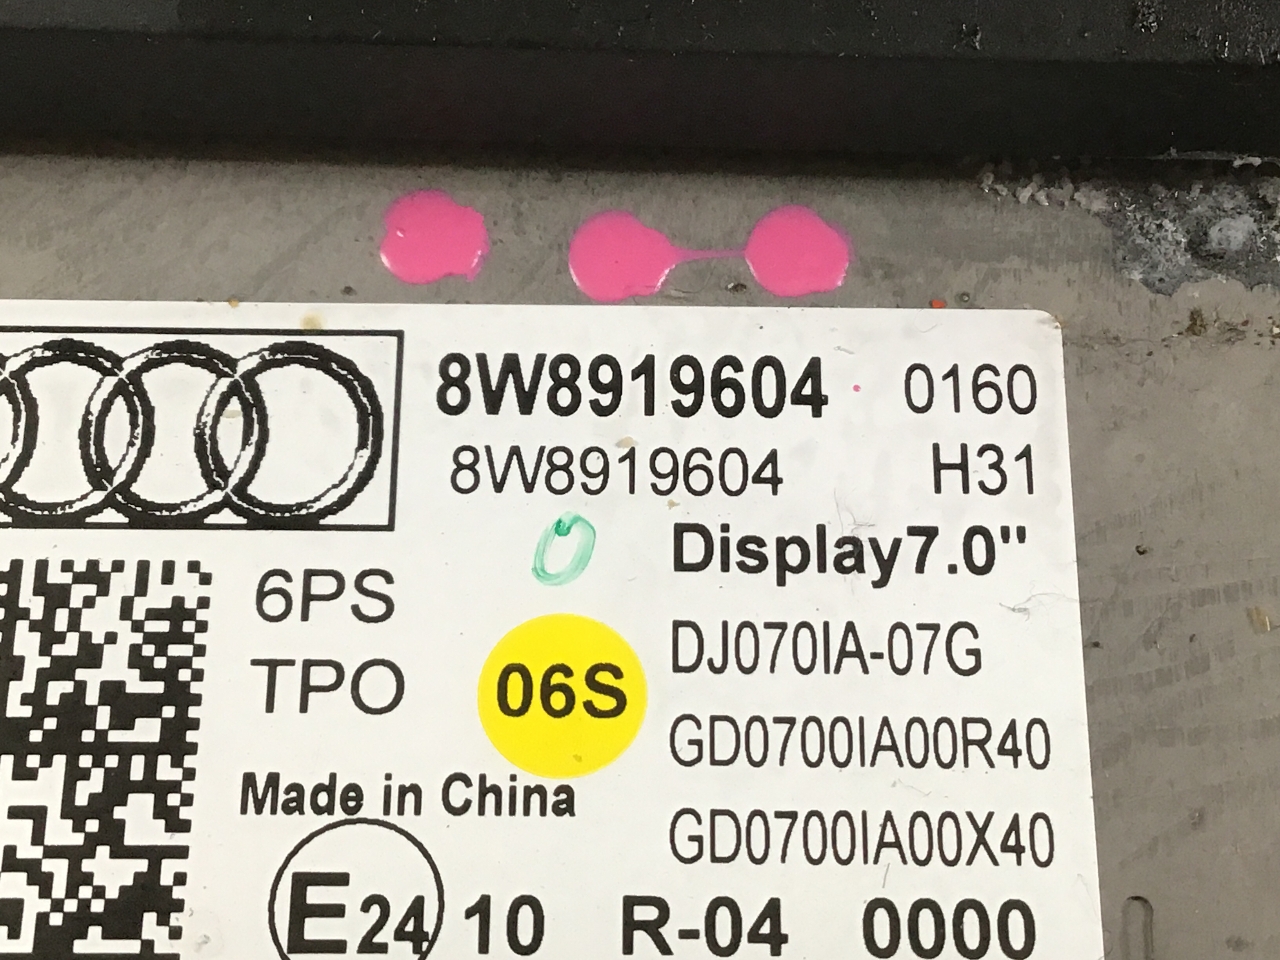 8W8919604 0160
8W8919604 H31
Display7.0"
6PS
DJ070IA-07G
TPO
06S
GD0700IA00R40
Made in China
GD0700IA00X40
E24 10 R-04 0000